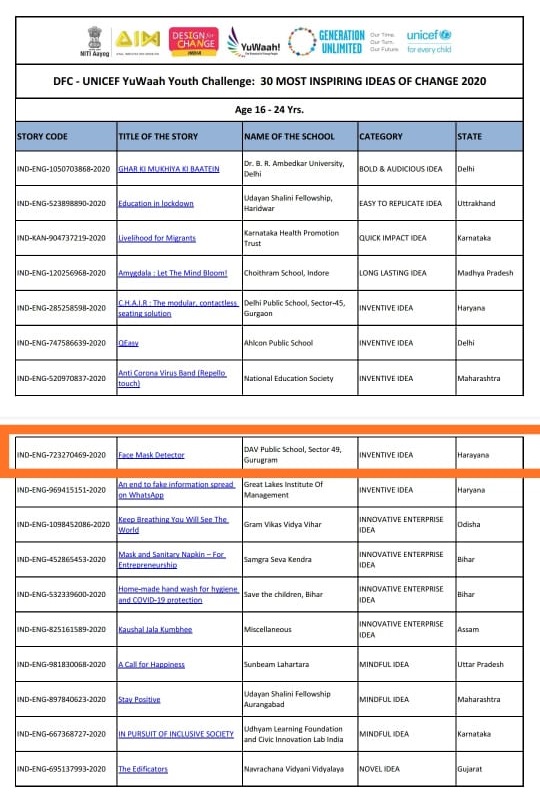 NITI Aayog
AIM
DESIGN for CHANGE INDIA
YuWaah!
GENERATION UNLIMITED
Our Time. Our Turn. Our Future.
unicef for every child
DFC - UNICEF YuWaah Youth Challenge:  30 MOST INSPIRING IDEAS OF CHANGE 2020
Age 16 - 24 Yrs.
STORY CODE TITLE OF THE STORY NAME OF THE SCHOOL CATEGORY STATE
IND-ENG-1050703868-2020 GHAR KI MUKHIYA KI BAATEIN Dr. B. R. Ambedkar University, Delhi BOLD & AUDICIOUS IDEA Delhi
IND-ENG-523898890-2020 Education in lockdown Udayan Shalini Fellowship, Haridwar EASY TO REPLICATE IDEA Uttrakhand
IND-KAN-904737219-2020 Livelihood for Migrants Karnataka Health Promotion Trust QUICK IMPACT IDEA Karnataka
IND-ENG-120256968-2020 Amygdala : Let The Mind Bloom! Choithram School, Indore LONG LASTING IDEA Madhya Pradesh
IND-ENG-285258598-2020 C.H.A.I.R : The modular, contactless seating solution Delhi Public School, Sector-45, Gurgaon INVENTIVE IDEA Haryana
IND-ENG-747586639-2020 QEasy Ahlcon Public School INVENTIVE IDEA Delhi
IND-ENG-520970837-2020 Anti Corona Virus Band (Repello touch) National Education Society INVENTIVE IDEA Maharashtra
IND-ENG-723270469-2020 Face Mask Detector DAV Public School, Sector 49, Gurugram INVENTIVE IDEA Harayana
IND-ENG-969415151-2020 An end to fake information spread on WhatsApp Great Lakes Institute Of Management INVENTIVE IDEA Haryana
IND-ENG-1098452086-2020 Keep Breathing You Will See The World Gram Vikas Vidya Vihar INNOVATIVE ENTERPRISE IDEA Odisha
IND-ENG-452865453-2020 Mask and Sanitary Napkin – For Entrepreneurship Samgra Seva Kendra INNOVATIVE ENTERPRISE IDEA Bihar
IND-ENG-532339600-2020 Home-made hand wash for hygiene and COVID-19 protection Save the children, Bihar INNOVATIVE ENTERPRISE IDEA Bihar
IND-ENG-825161589-2020 Kaushal Jala Kumbhee Miscellaneous INNOVATIVE ENTERPRISE IDEA Assam
IND-ENG-981830068-2020 A Call for Happiness Sunbeam Lahartara MINDFUL IDEA Uttar Pradesh
IND-ENG-897840623-2020 Stay Positive Udayan Shalini Fellowship Aurangabad MINDFUL IDEA Maharashtra
IND-ENG-667368727-2020 IN PURSUIT OF INCLUSIVE SOCIETY Udhyam Learning Foundation and Civic Innovation Lab India MINDFUL IDEA Karnataka
IND-ENG-695137993-2020 The Edificators Navrachana Vidyani Vidyalaya NOVEL IDEA Gujarat